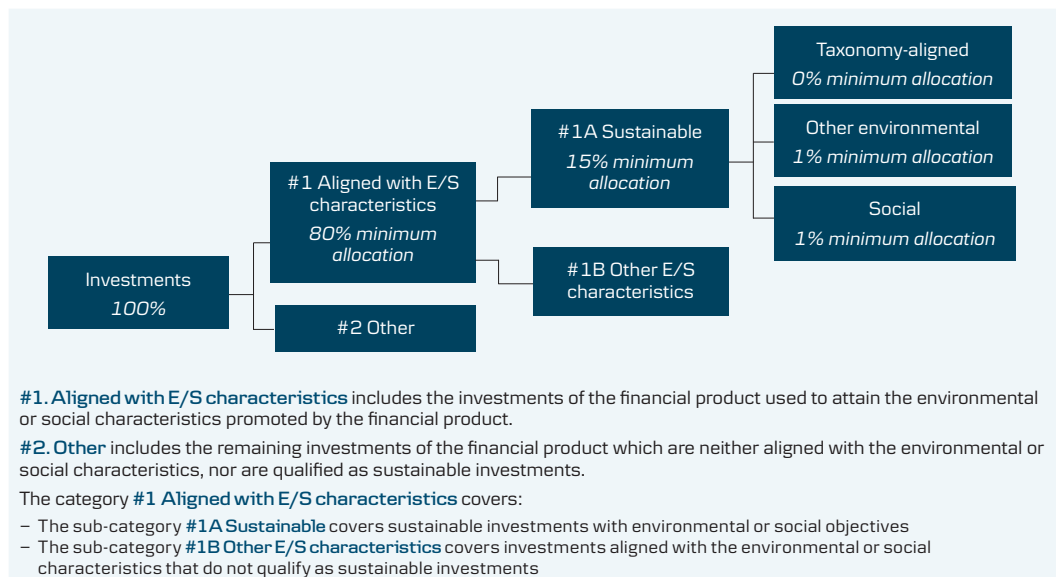 Taxonomy-aligned
0% minimum allocation
#1A Sustainable
15% minimum
allocation
Other environmental
1% minimum allocation
#1 Aligned with E/S
characteristics
80% minimum
allocation
Social
1% minimum allocation
Investments
100%
#1B Other E/S
characteristics
#2 Other
#1. Aligned with E/S characteristics includes the investments of the financial product used to attain the environmental
or social characteristics promoted by the financial product.
#2. Other includes the remaining investments of the financial product which are neither aligned with the environmental or
social characteristics, nor are qualified as sustainable investments.
The category #1 Aligned with E/S characteristics covers:
– The sub-category #1A Sustainable covers sustainable investments with environmental or social objectives
– The sub-category #1B Other E/S characteristics covers investments aligned with the environmental or social
characteristics that do not qualify as sustainable investments